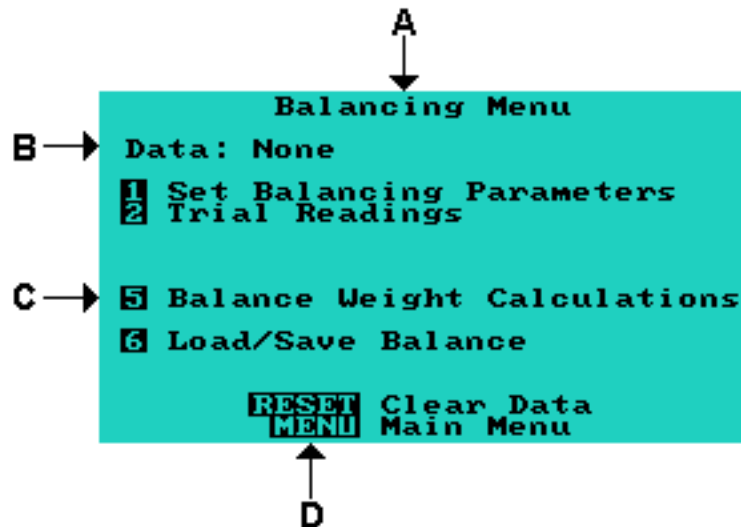 A
Balancing Menu
B
Data: None
1 Set Balancing Parameters
2 Trial Readings
C
5 Balance Weight Calculations
6 Load/Save Balance
RESET Clear Data
MENU Main Menu
D